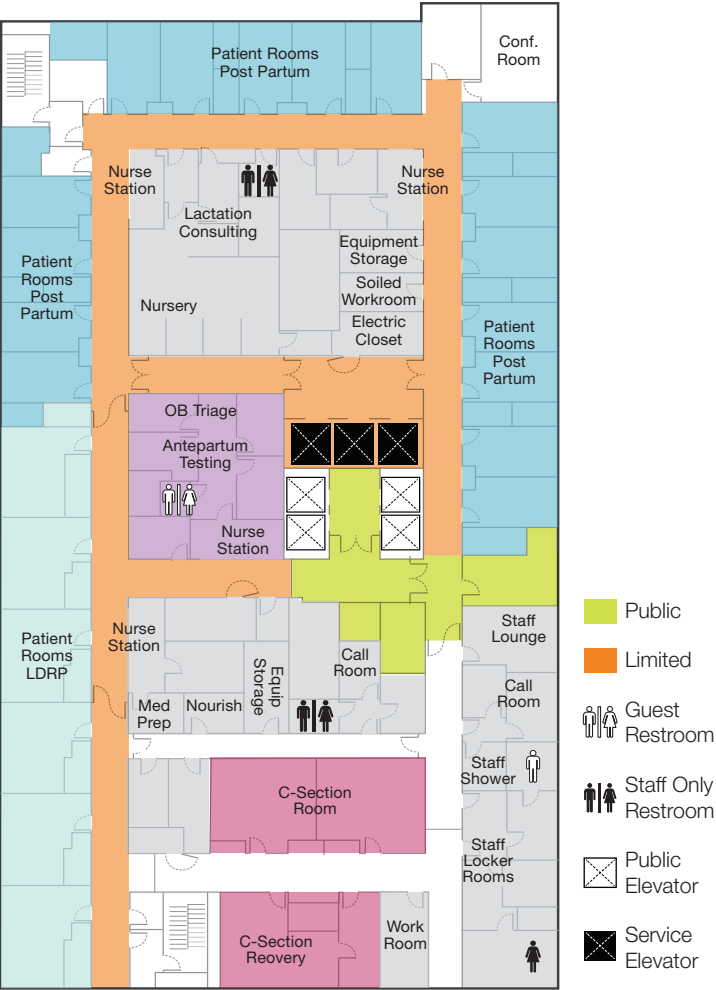 Patient Rooms
Post Partum
Conf.
Room
Nurse
Station
Nurse
Station
Lactation
Consulting
Equipment
Storage
Soiled
Workroom
Electric
Closet
Nursery
Patient
Rooms
Post
Partum
Patient
Rooms
Post
Partum
OB Triage
Antepartum
Testing
Nurse
Station
Patient
Rooms
LDRP
Nurse
Station
Med
Prep
Nourish
Equip
Storage
Call
Room
Staff
Lounge
Call
Room
Staff
Shower
C-Section
Room
Staff
Locker
Rooms
C-Section
Reovery
Work
Room
Public
Limited
Guest
Restroom
Staff Only
Restroom
Public
Elevator
Service
Elevator